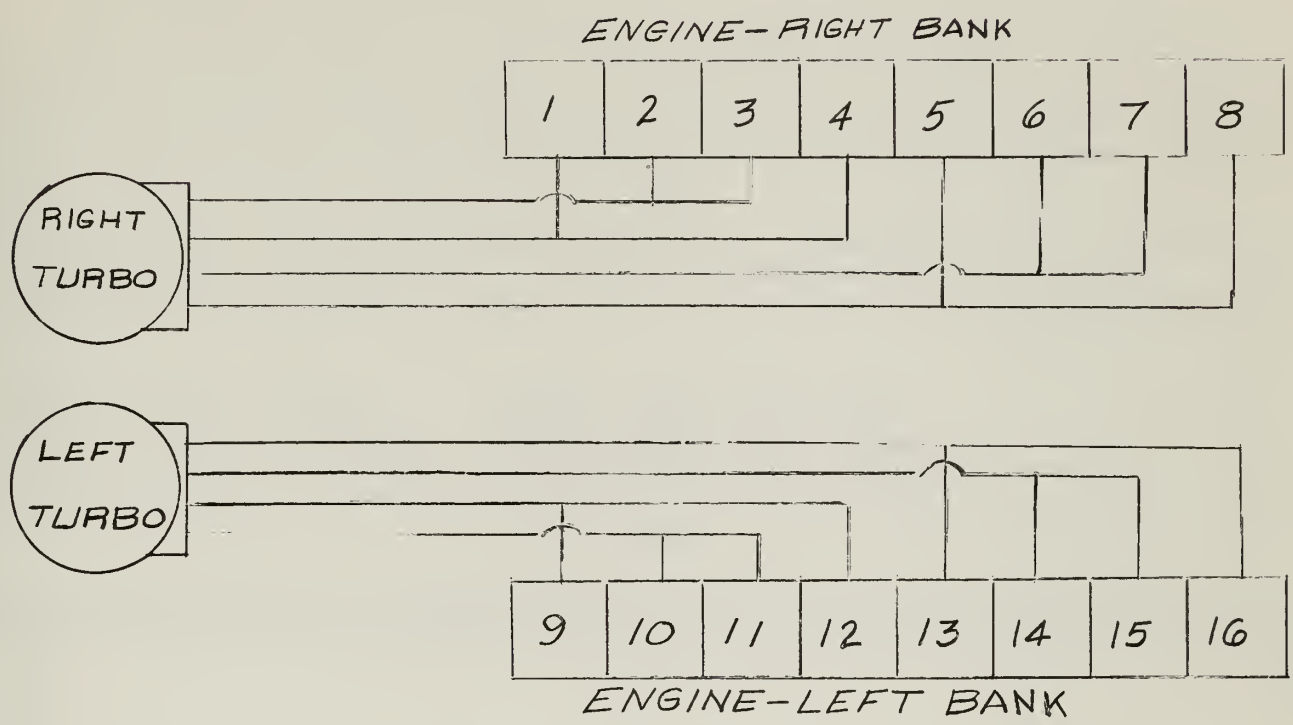 ENGINE-RIGHT BANK
1 2 3 4 5 6 7 8
RIGHT
TURBO
LEFT
TURBO
9 10 11 12 13 14 15 16
ENGINE-LEFT BANK